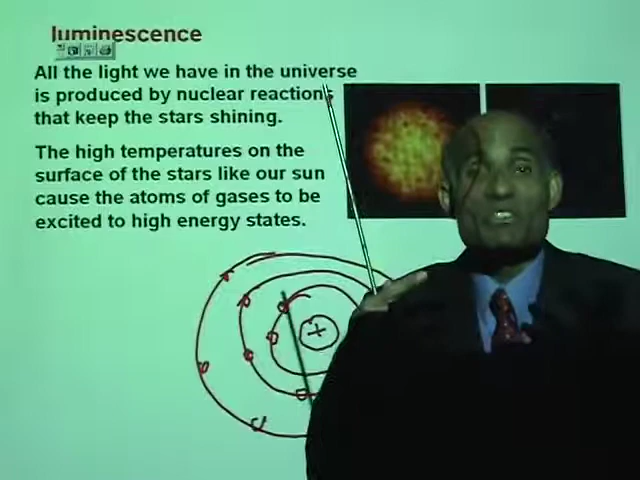 luminescence
All the light we have in the universe
is produced by nuclear reactions
that keep the stars shining.
The high temperatures on the
surface of the stars like our sun
cause the atoms of gases to be
excited to high energy states.
+